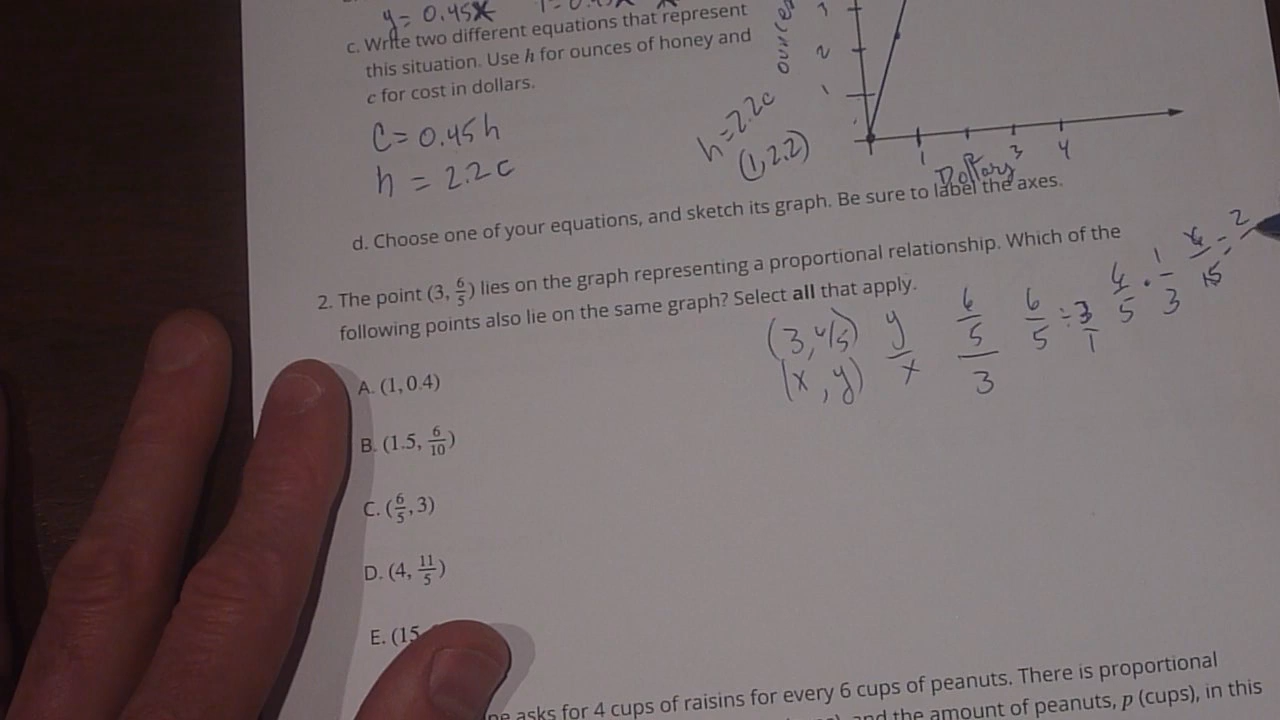 y = 0.45x
c. Write two different equations that represent
this situation. Use h for ounces of honey and
c for cost in dollars.
C = 0.45h
h = 2.2c
h = 2.2c
(1, 2.2)
ounces
2
1
1
3
4
Dollars
d. Choose one of your equations, and sketch its graph. Be sure to label the axes.
2. The point (3, 6/5) lies on the graph representing a proportional relationship. Which of the
following points also lie on the same graph? Select all that apply.
(3, 6/5)
(x, y)
y/x
6/5 / 3
6/5 ÷ 3/1
6/5 · 1/3
6/15 = 2
A. (1, 0.4)
B. (1.5, 6/10)
C. (6/5, 3)
D. (4, 11/5)
E. (15,
asks for 4 cups of raisins for every 6 cups of peanuts. There is proportional
and the amount of peanuts, p (cups), in this